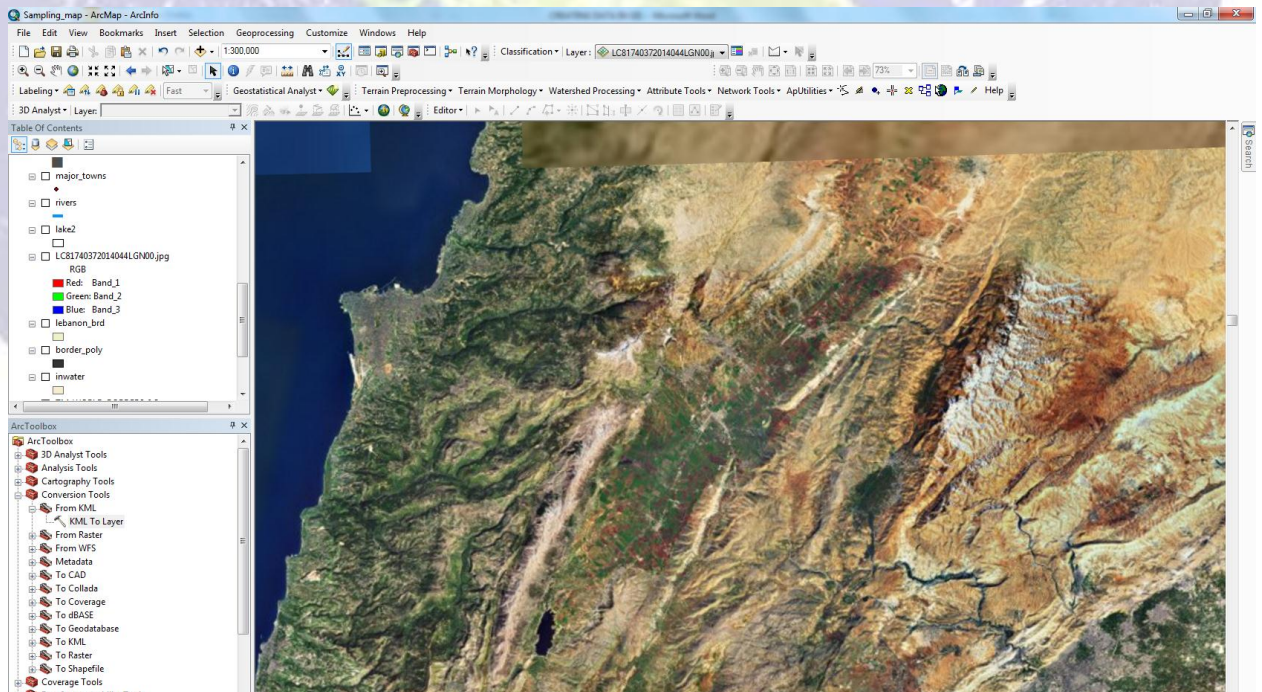 Sampling_map - ArcMap - ArcInfo
File Edit View Bookmarks Insert Selection Geoprocessing Customize Windows Help
1:300,000 Classification Layer: LC81740372014044LGN00.j
73%
Labeling Fast Geostatistical Analyst Terrain Preprocessing Terrain Morphology Watershed Processing Attribute Tools Network Tools ApUtilities Help
3D Analyst Layer: Editor
Table Of Contents
Search
major_towns
rivers
lake2
LC81740372014044LGN00.jpg
RGB
Red: Band_1
Green: Band_2
Blue: Band_3
lebanon_brd
border_poly
inwater
ArcToolbox
ArcToolbox
3D Analyst Tools
Analysis Tools
Cartography Tools
Conversion Tools
From KML
KML To Layer
From Raster
From WFS
Metadata
To CAD
To Collada
To Coverage
To dBASE
To Geodatabase
To KML
To Raster
To Shapefile
Coverage Tools